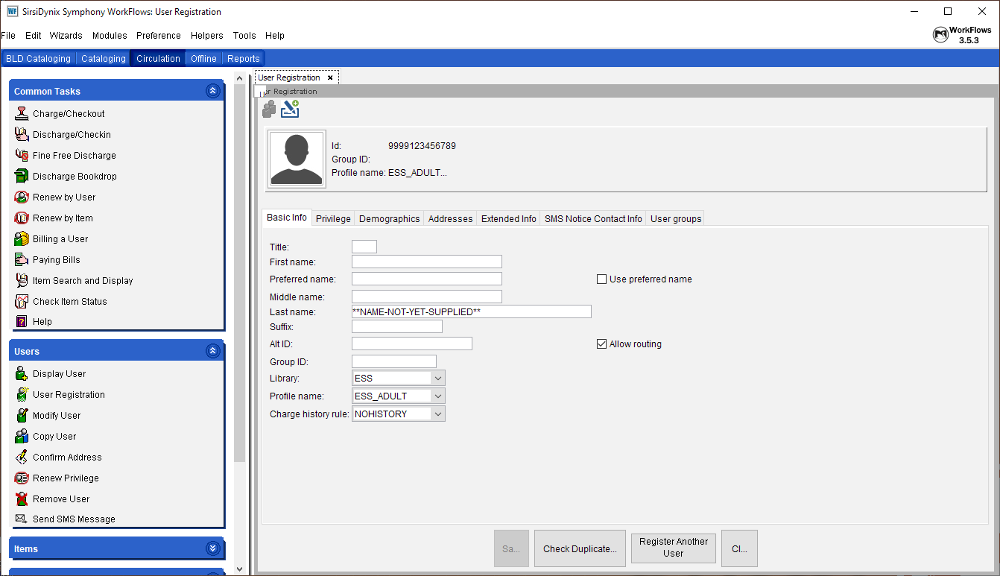 WF SirsiDynix Symphony WorkFlows: User Registration
File Edit Wizards Modules Preference Helpers Tools Help
WorkFlows
3.5.3
BLD Cataloging Cataloging Circulation Offline Reports
Common Tasks
Charge/Checkout
Discharge/Checkin
Fine Free Discharge
Discharge Bookdrop
Renew by User
Renew by Item
Billing a User
Paying Bills
Item Search and Display
Check Item Status
Help
Users
Display User
User Registration
Modify User
Copy User
Confirm Address
Renew Privilege
Remove User
Send SMS Message
Items
User Registration
User Registration
Id: 9999123456789
Group ID:
Profile name: ESS_ADULT...
Basic Info Privilege Demographics Addresses Extended Info SMS Notice Contact Info User groups
Title:
First name:
Preferred name: Use preferred name
Middle name:
Last name: **NAME-NOT-YET-SUPPLIED**
Suffix:
Alt ID: Allow routing
Group ID:
Library: ESS
Profile name: ESS_ADULT
Charge history rule: NOHISTORY
Sa... Check Duplicate... Register Another User Cl...